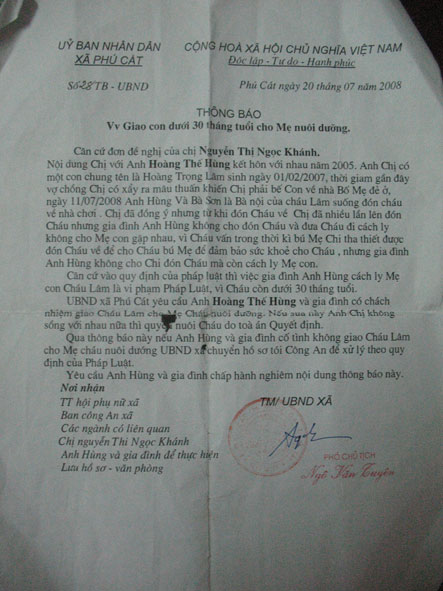 UỶ BAN NHÂN DÂN CỘNG HOÀ XÃ HỘI CHỦ NGHĨA VIỆT NAM
XÃ PHÚ CÁT Độc lập - Tự do - Hạnh phúc
Số 28/TB - UBND Phú Cát ngày 20 tháng 07 năm 2008
THÔNG BÁO
Vv Giao con dưới 30 tháng tuổi cho Mẹ nuôi dưỡng.
Căn cứ đơn đề nghị của chị Nguyễn Thị Ngọc Khánh.
Nội dung Chị với Anh Hoàng Thế Hùng kết hôn với nhau năm 2005. Anh Chị có
một con chung tên là Hoàng Trọng Lâm sinh ngày 01/02/2007, thời gian gần đây
vợ chồng Chị có xẩy ra mâu thuẫn khiến Chị phải bế Con về nhà Bố Mẹ đẻ ở,
ngày 11/07/2008 Anh Hùng Và Bà Sơn là Bà nội của cháu Lâm suống đón cháu
về nhà chơi . Chị đã đồng ý nhưng từ khi đón Cháu về Chị đã nhiều lần lên đón
Cháu nhưng gia đình Anh Hùng không cho đón Cháu và đưa Cháu đi cách ly
không cho Mẹ con gặp nhau, vì Cháu vẫn trong thời kì bú Mẹ Chị tha thiết được
đón Cháu về để cho Cháu bú Mẹ để đảm bảo sức khoẻ cho Cháu , nhưng gia đình
Anh Hùng không cho Chị đón Cháu mà còn cách ly Mẹ con.
Căn cứ vào quy định của pháp luật thì việc gia đình Anh Hùng cách ly Mẹ
con Cháu Lâm là vi phạm Pháp Luật, vì Cháu còn dưới 30 tháng tuổi.
UBND xã Phú Cát yêu cầu Anh Hoàng Thế Hùng và gia đình có chách
nhiệm giao Cháu Lâm cho Mẹ Cháu nuôi dưỡng. Nếu sua này Anh Chị không
sống với nhau nữa thì quyền nuôi Cháu do toà án Quyết định.
Qua thông báo này nếu Anh Hùng và gia đình cố tình không giao Cháu Lâm
cho Mẹ cháu nuôi dưỡng UBND xã chuyển hồ sơ tói Công An để xử lý theo quy
định của Pháp Luật.
Yêu cầu Anh Hùng và gia đình chấp hành nghiêm nội dung thông báo này.
Nơi nhận TM/ UBND XÃ
TT hội phụ nữ xã
Ban công An xã
Các ngành có liên quan
Chị nguyễn Thi Ngọc Khánh PHÓ CHỦ TỊCH
Anh Hùng và gia đình để thực hiện Ngô Văn Tuyên
Lưu hồ sơ - văn phòng